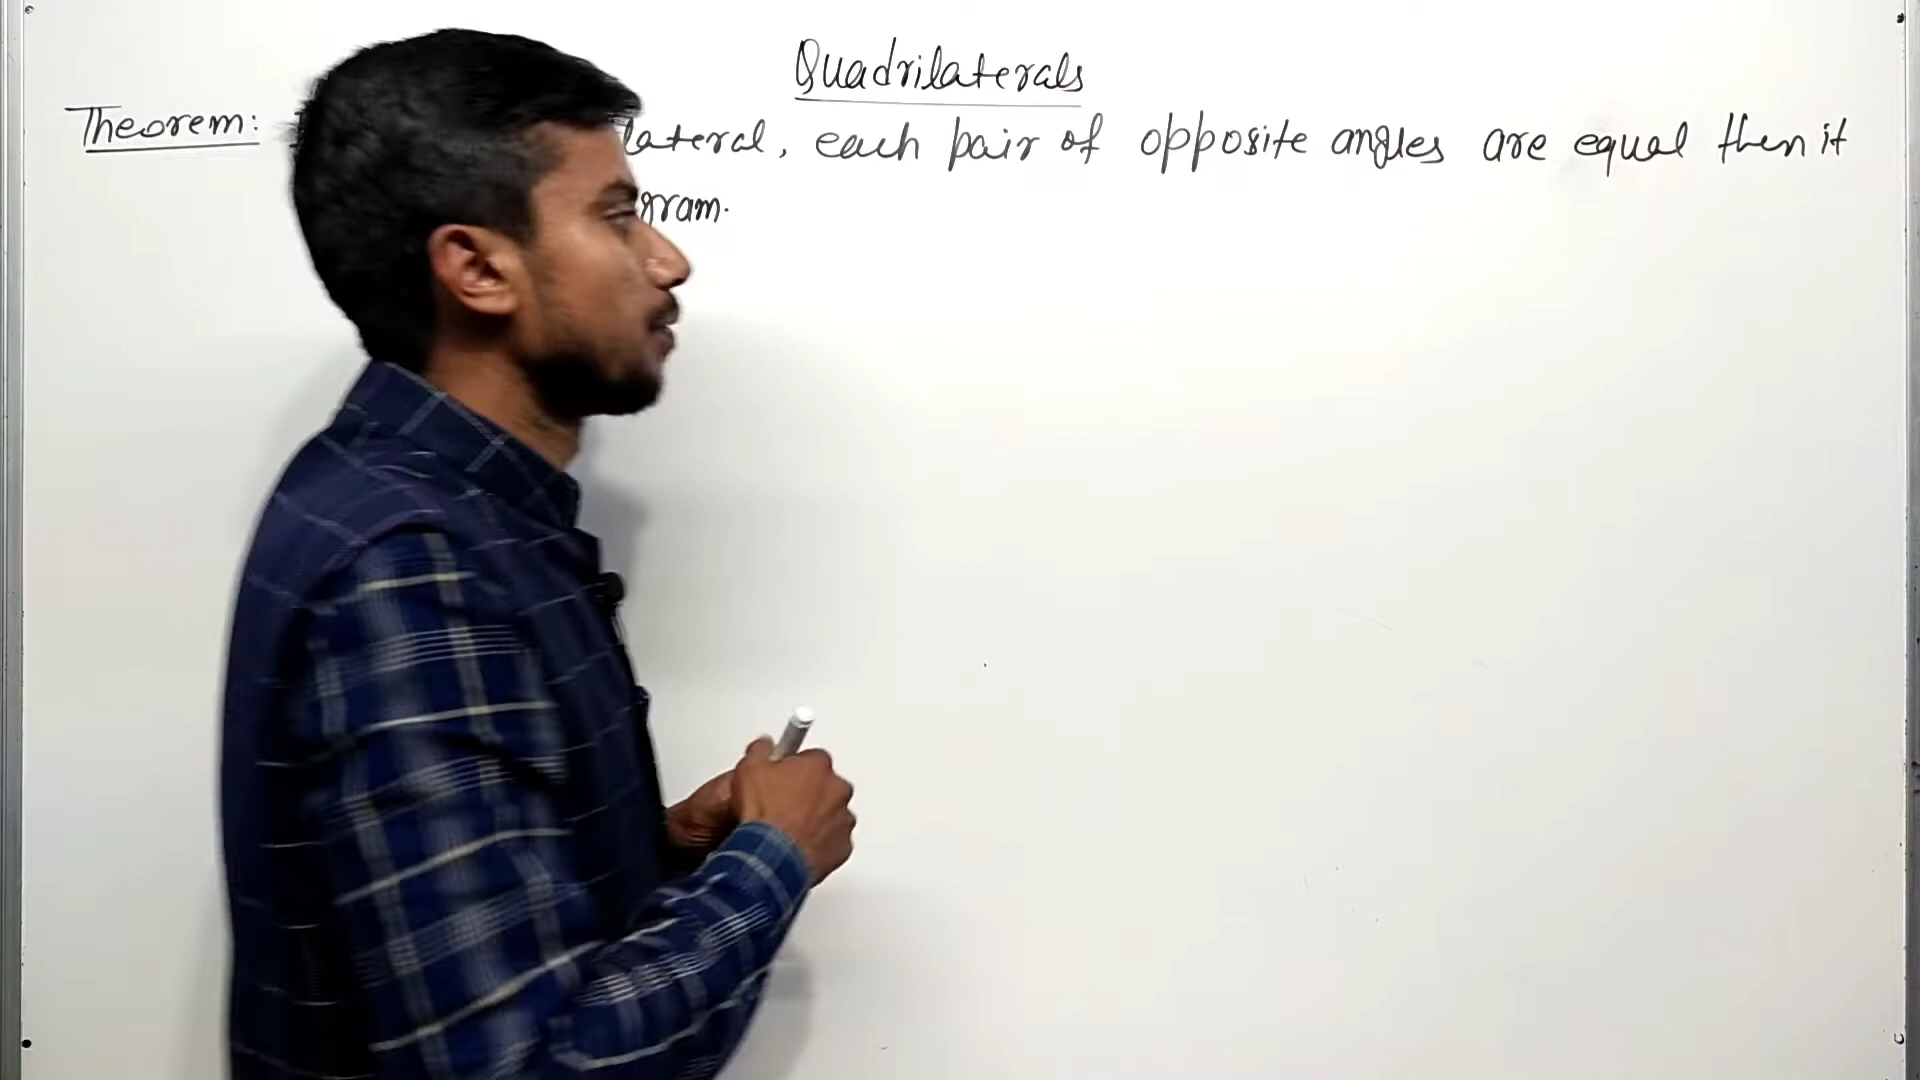 Quadrilaterals
Theorem: lateral, each pair of opposite angles are equal then it
gram.